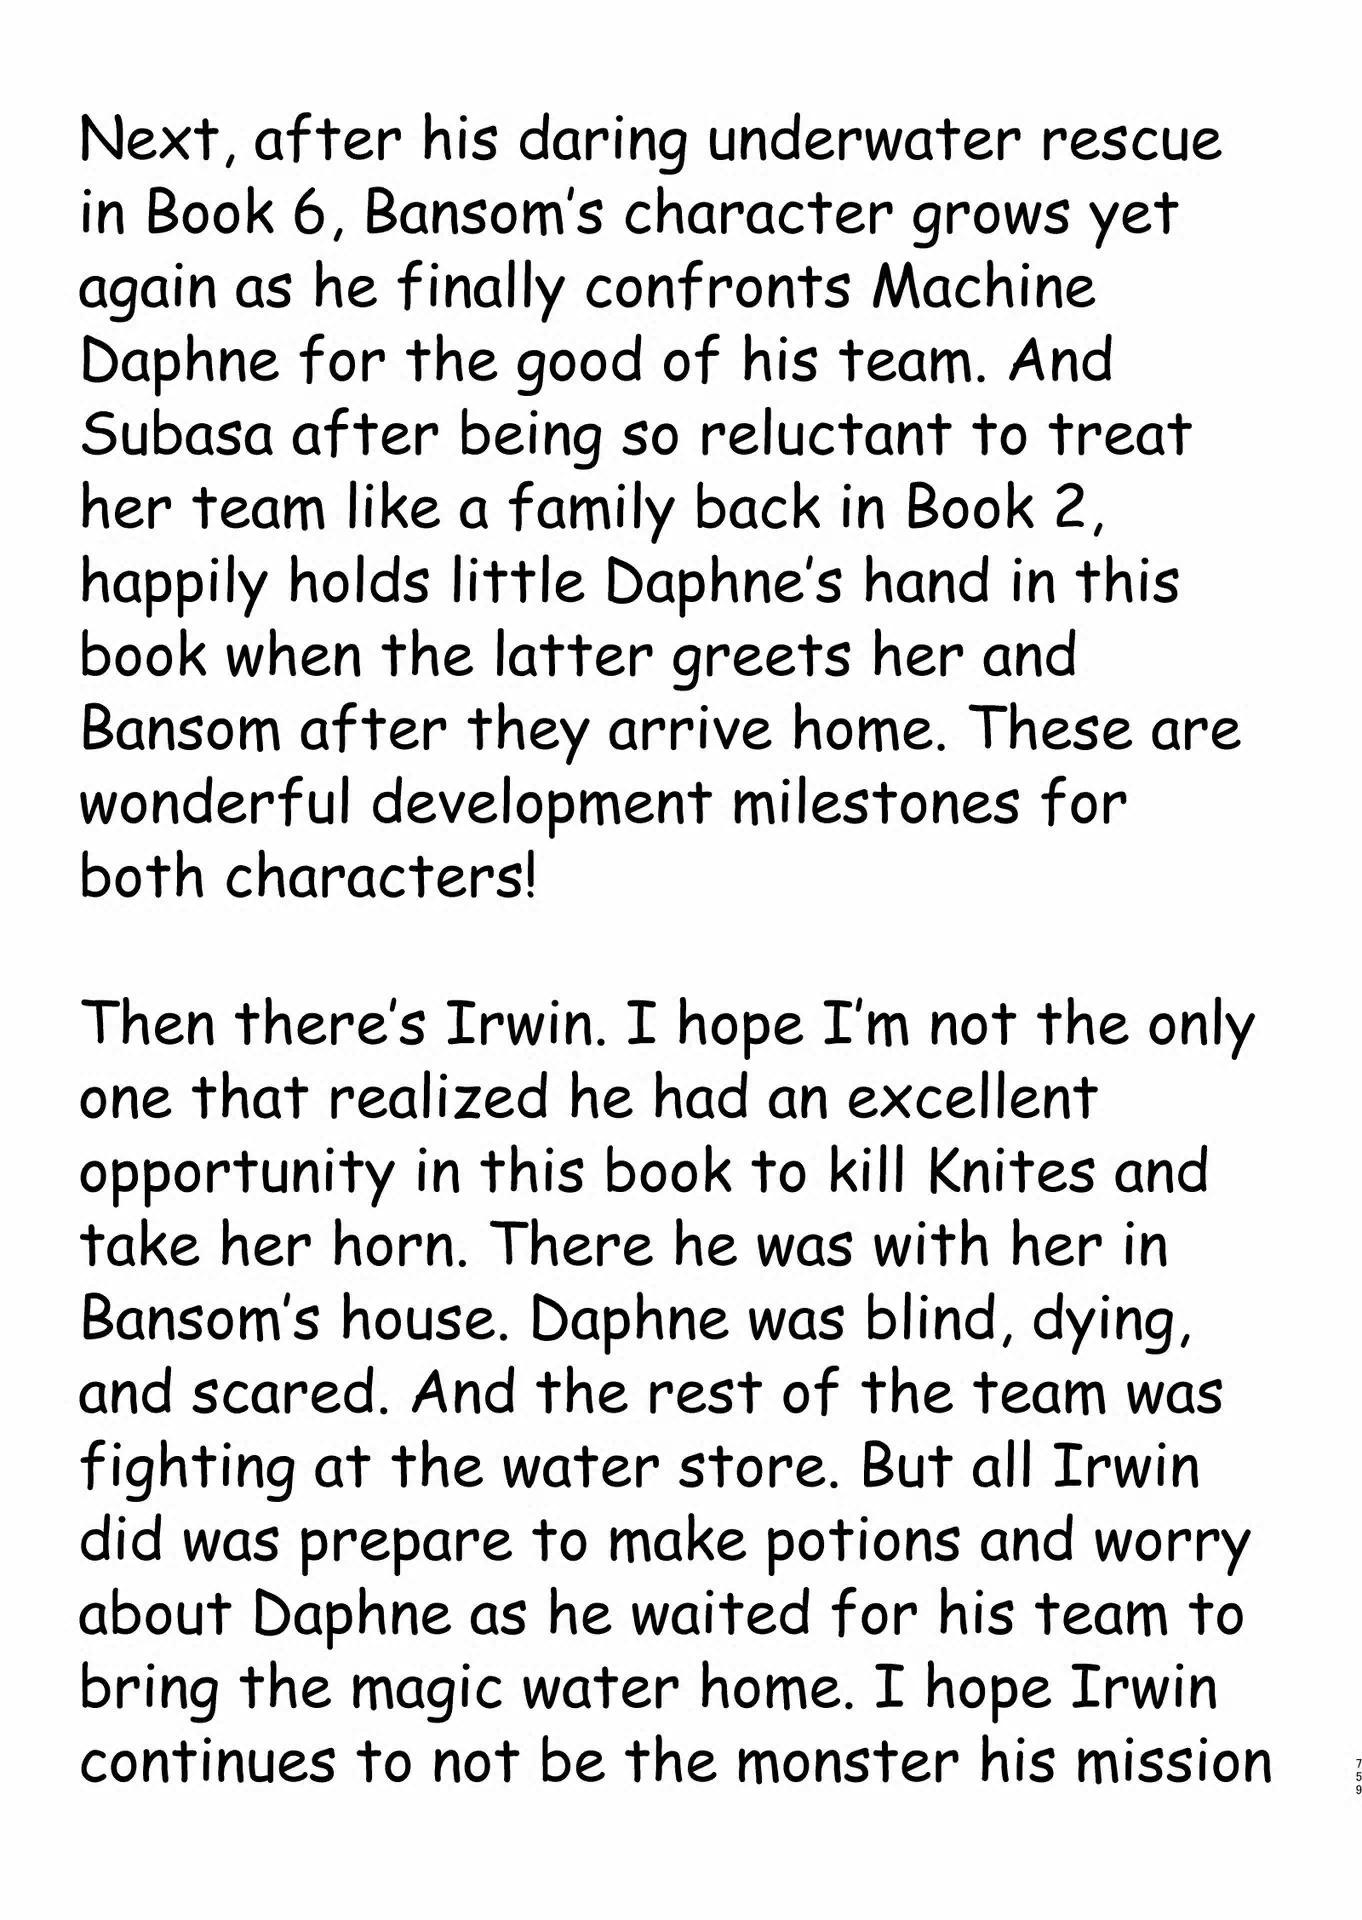 Next, after his daring underwater rescue
in Book 6, Bansom's character grows yet
again as he finally confronts Machine
Daphne for the good of his team. And
Subasa after being so reluctant to treat
her team like a family back in Book 2,
happily holds little Daphne's hand in this
book when the latter greets her and
Bansom after they arrive home. These are
wonderful development milestones for
both characters!
Then there's Irwin. I hope I'm not the only
one that realized he had an excellent
opportunity in this book to kill Knites and
take her horn. There he was with her in
Bansom's house. Daphne was blind, dying,
and scared. And the rest of the team was
fighting at the water store. But all Irwin
did was prepare to make potions and worry
about Daphne as he waited for his team to
bring the magic water home. I hope Irwin
continues to not be the monster his mission
759